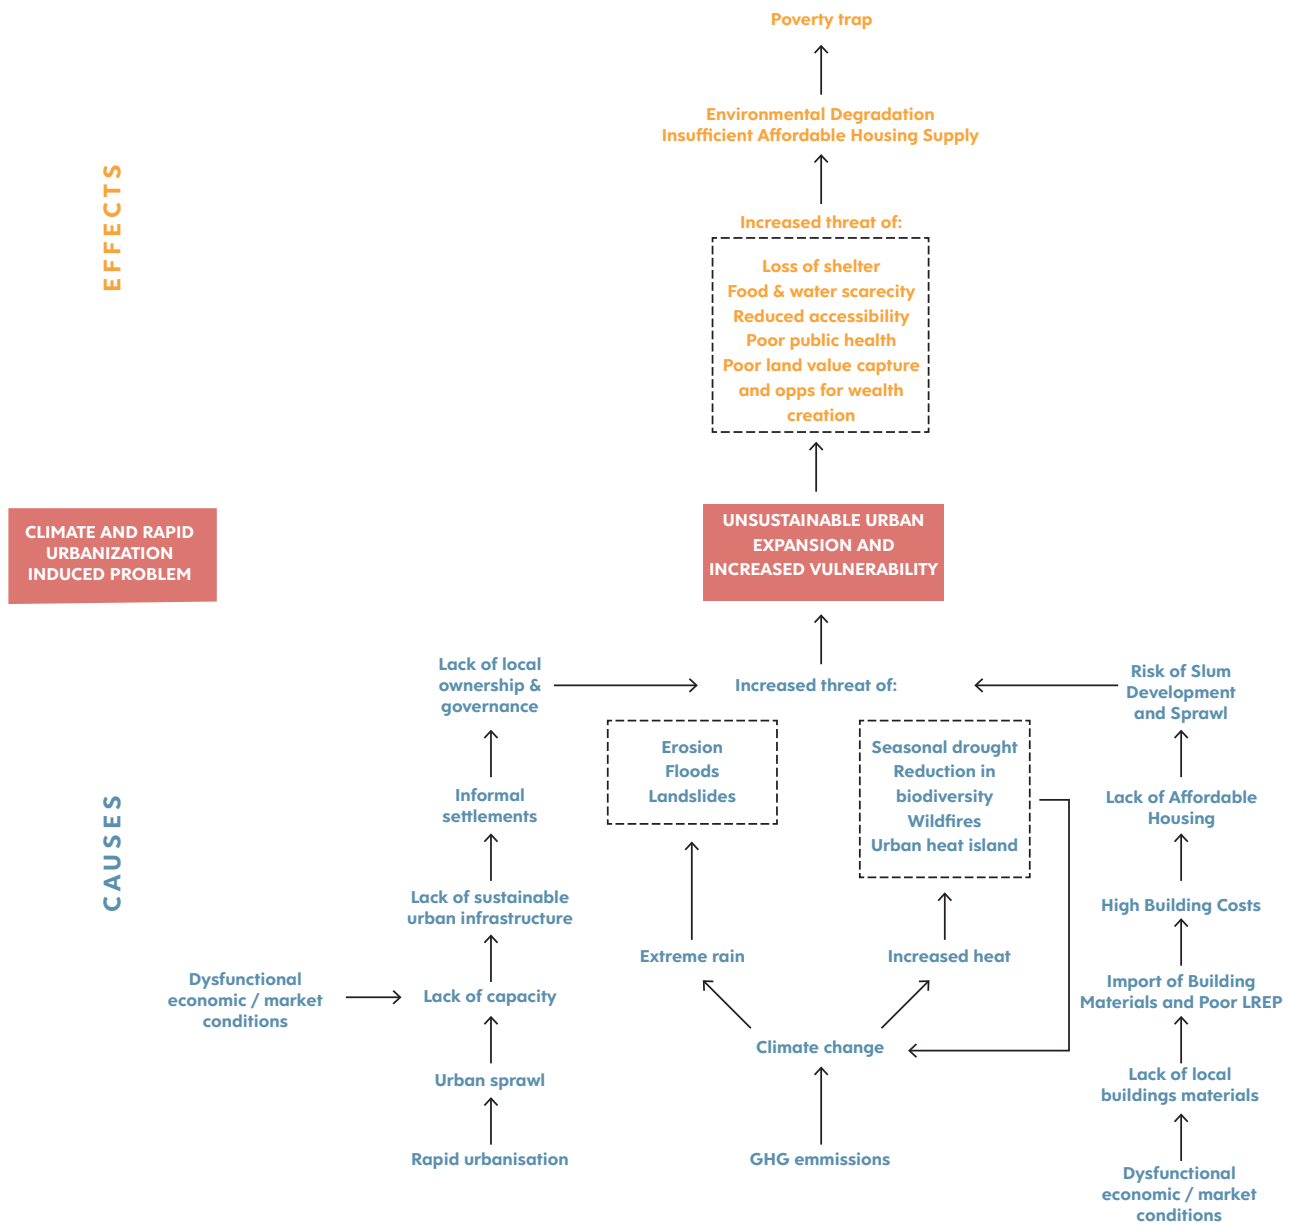 Poverty trap
Environmental Degradation
Insufficient Affordable Housing Supply
EFFECTS
Increased threat of:
Loss of shelter
Food & water scarecity
Reduced accessibility
Poor public health
Poor land value capture
and opps for wealth
creation
CLIMATE AND RAPID
URBANIZATION
INDUCED PROBLEM
UNSUSTAINABLE URBAN
EXPANSION AND
INCREASED VULNERABILITY
CAUSES
Lack of local
ownership &
governance
Increased threat of:
Risk of Slum
Development
and Sprawl
Erosion
Floods
Landslides
Seasonal drought
Reduction in
biodiversity
Wildfires
Urban heat island
Informal
settlements
Lack of Affordable
Housing
Lack of sustainable
urban infrastructure
High Building Costs
Extreme rain
Increased heat
Dysfunctional
economic / market
conditions
Lack of capacity
Import of Building
Materials and Poor LREP
Climate change
Urban sprawl
Lack of local
buildings materials
Rapid urbanisation
GHG emmissions
Dysfunctional
economic / market
conditions